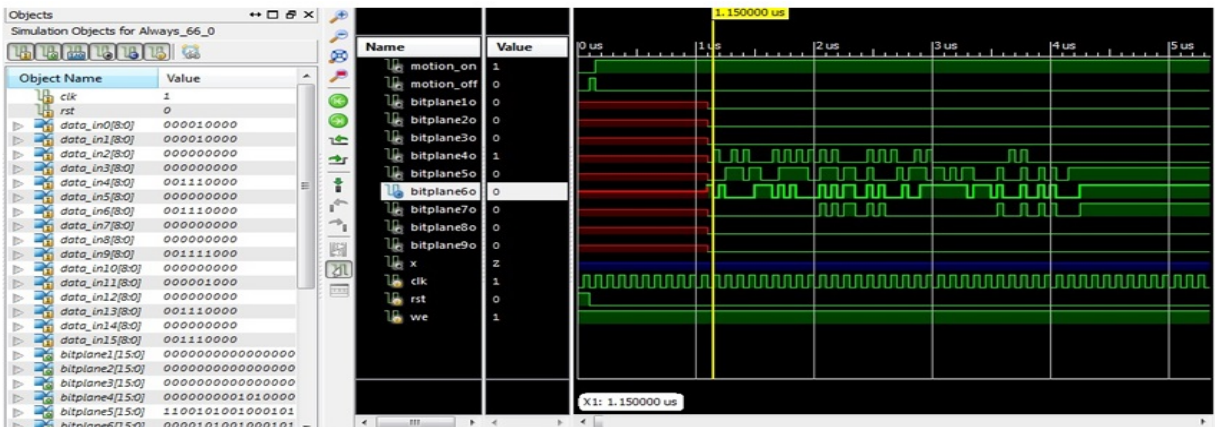 Objects
Simulation Objects for Always_66_0
Object Name Value
clk 1
rst 0
data_in0[8:0] 000010000
data_in1[8:0] 000010000
data_in2[8:0] 000000000
data_in3[8:0] 000000000
data_in4[8:0] 001110000
data_in5[8:0] 000000000
data_in6[8:0] 001110000
data_in7[8:0] 000000000
data_in8[8:0] 000000000
data_in9[8:0] 001111000
data_in10[8:0] 000000000
data_in11[8:0] 000001000
data_in12[8:0] 000000000
data_in13[8:0] 001110000
data_in14[8:0] 000000000
data_in15[8:0] 001110000
bitplane1[15:0] 0000000000000000
bitplane2[15:0] 0000000000000000
bitplane3[15:0] 0000000000000000
bitplane4[15:0] 0000000001010000
bitplane5[15:0] 1100101001000101
bitplane6[15:0] 0000101001000101
Name Value
motion_on 1
motion_off 0
bitplane1o 0
bitplane2o 0
bitplane3o 0
bitplane4o 1
bitplane5o 0
bitplane6o 0
bitplane7o 0
bitplane8o 0
bitplane9o 0
x Z
clk 1
rst 0
we 1
1.150000 us
0 us 1 us 2 us 3 us 4 us 5 us
X1: 1.150000 us